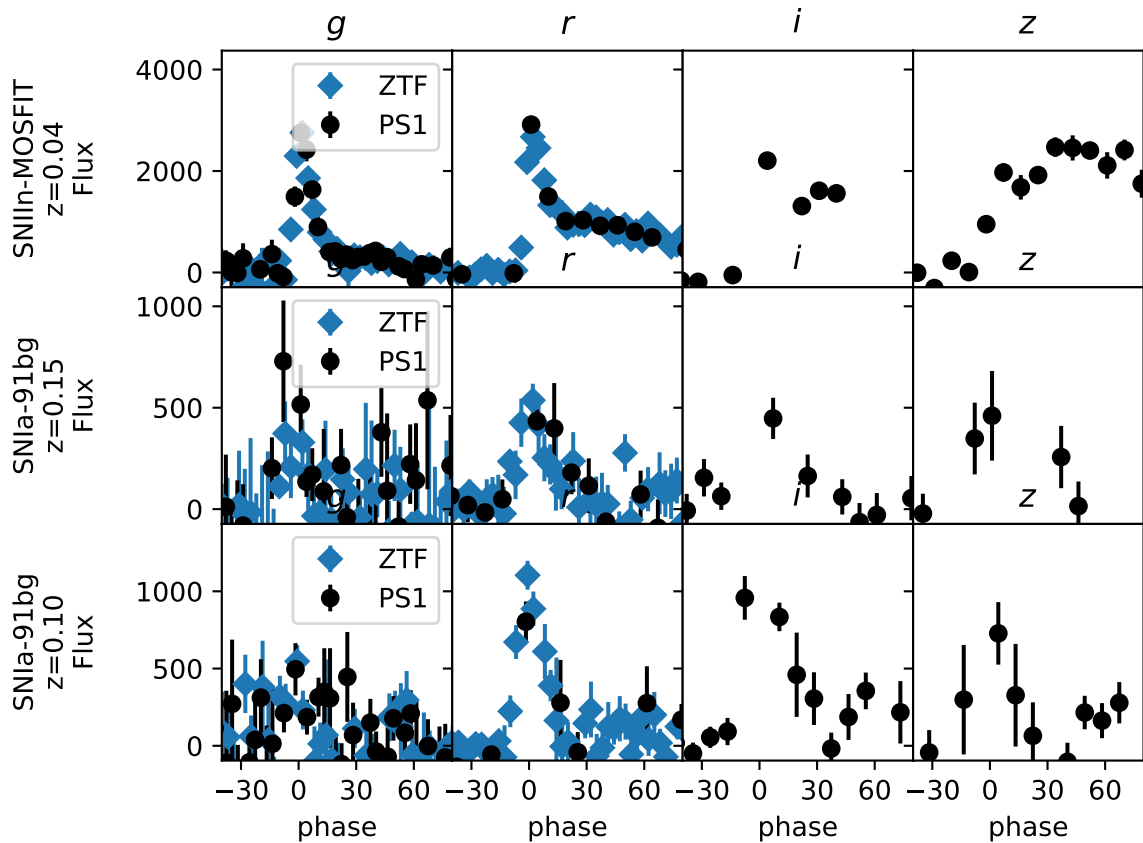 g r i z
SNIIn-MOSFIT
z=0.04
Flux
4000
2000
0
ZTF
PS1
g r i z
SNIa-91bg
z=0.15
Flux
1000
500
0
ZTF
PS1
g r i z
SNIa-91bg
z=0.10
Flux
1000
500
0
ZTF
PS1
−30 0 30 60 −30 0 30 60 −30 0 30 60 −30 0 30 60
phase phase phase phase